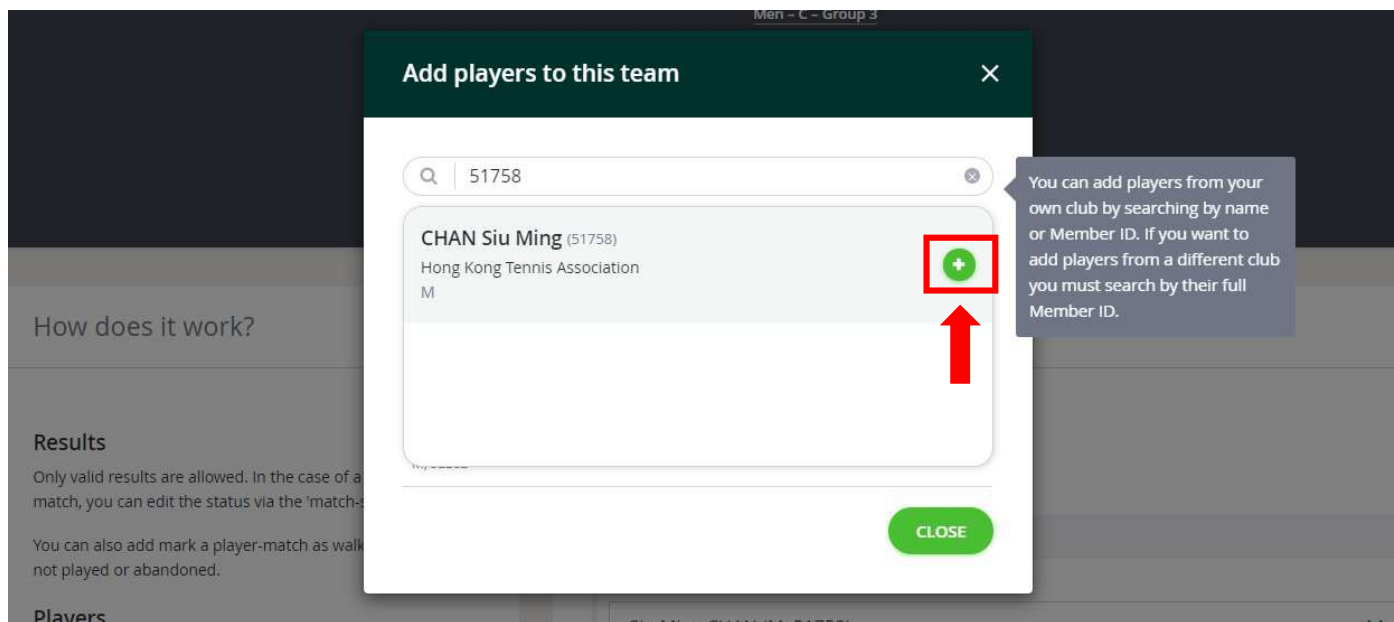 Men – C – Group 3
Add players to this team
51758
You can add players from your
own club by searching by name
or Member ID. If you want to
add players from a different club
you must search by their full
Member ID.
CHAN Siu Ming (51758)
Hong Kong Tennis Association
M
How does it work?
Results
Only valid results are allowed. In the case of a
match, you can edit the status via the 'match-s
You can also add mark a player-match as walk
not played or abandoned.
CLOSE
Players